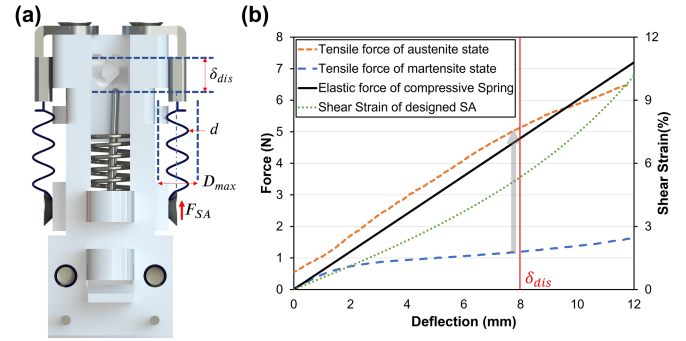 (a)
δdis
d
Dmax
FSA
(b)
Tensile force of austenite state
Tensile force of martensite state
Elastic force of compressive Spring
Shear Strain of designed SA
8
7
6
5
4
3
2
1
0
Force (N)
12
9
6
3
0
Shear Strain(%)
0
2
4
6
8
10
12
δdis
Deflection (mm)